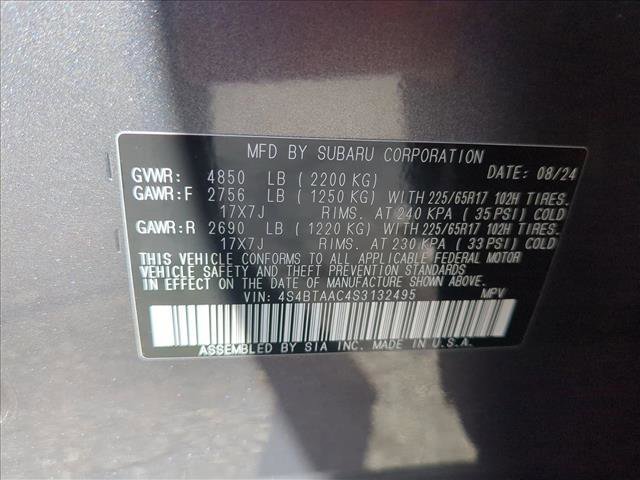 MFD BY SUBARU CORPORATION
DATE: 08/24
GVWR: 4850 LB (2200 KG)
GAWR:F 2756 LB (1250 KG) WITH 225/65R17 102H TIRES.
17X7J RIMS. AT 240 KPA (35 PSI) COLD
GAWR:R 2690 LB (1220 KG) WITH 225/65R17 102H TIRES.
17X7J RIMS. AT 230 KPA (33 PSI) COLD
THIS VEHICLE CONFORMS TO ALL APPLICABLE FEDERAL MOTOR
VEHICLE SAFETY AND THEFT PREVENTION STANDARDS
IN EFFECT ON THE DATE OF MANUFACTURE SHOWN ABOVE.
VIN: 4S4BTAAC4S3132495 MPV
ASSEMBLED BY SIA INC. MADE IN U.S.A.